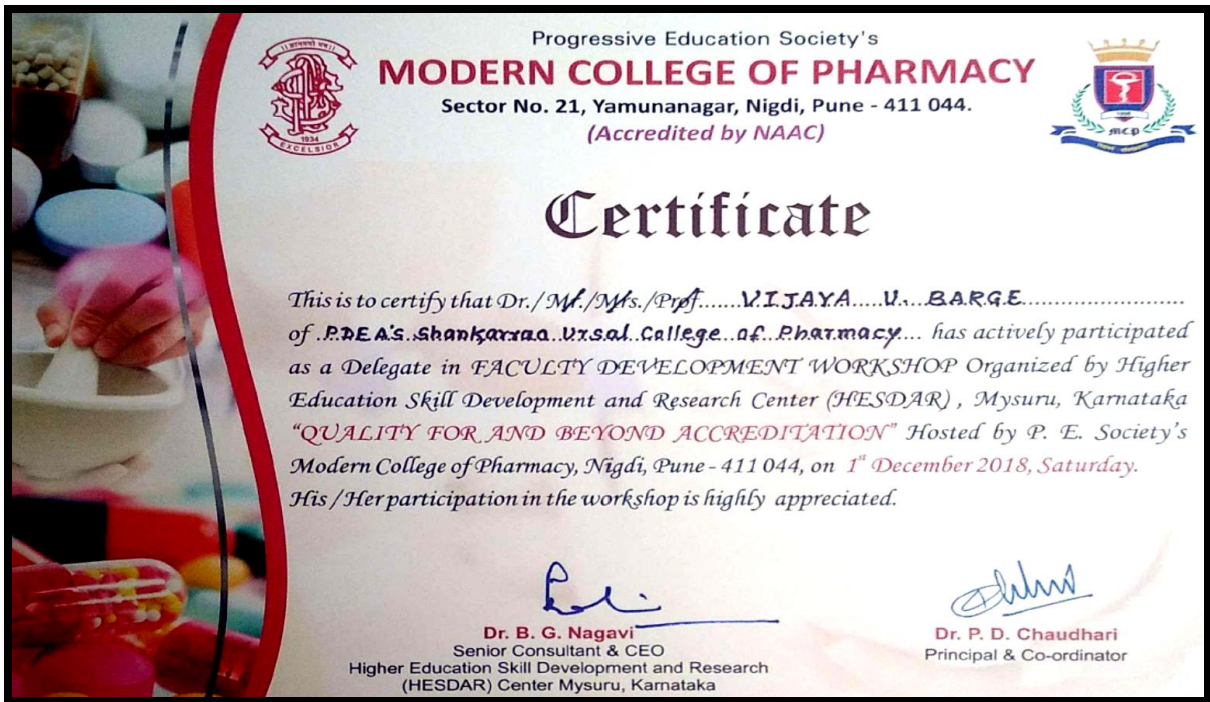 1934
EXCELSIOR
Progressive Education Society's
MODERN COLLEGE OF PHARMACY
Sector No. 21, Yamunanagar, Nigdi, Pune - 411 044.
(Accredited by NAAC)
MCP
Certificate
This is to certify that Dr./Mr./Mrs./Prof.......VIJAYA.....U. BARGE............................
of .P.DEA's.Shankarrao..Ursal..College..of..Pharmacy.... has actively participated
as a Delegate in FACULTY DEVELOPMENT WORKSHOP Organized by Higher
Education Skill Development and Research Center (HESDAR) , Mysuru, Karnataka
"QUALITY FOR AND BEYOND ACCREDITATION" Hosted by P. E. Society's
Modern College of Pharmacy, Nigdi, Pune - 411 044, on 1st December 2018, Saturday.
His / Her participation in the workshop is highly appreciated.
Dr. B. G. Nagavi
Senior Consultant & CEO
Higher Education Skill Development and Research
(HESDAR) Center Mysuru, Karnataka
Dr. P. D. Chaudhari
Principal & Co-ordinator